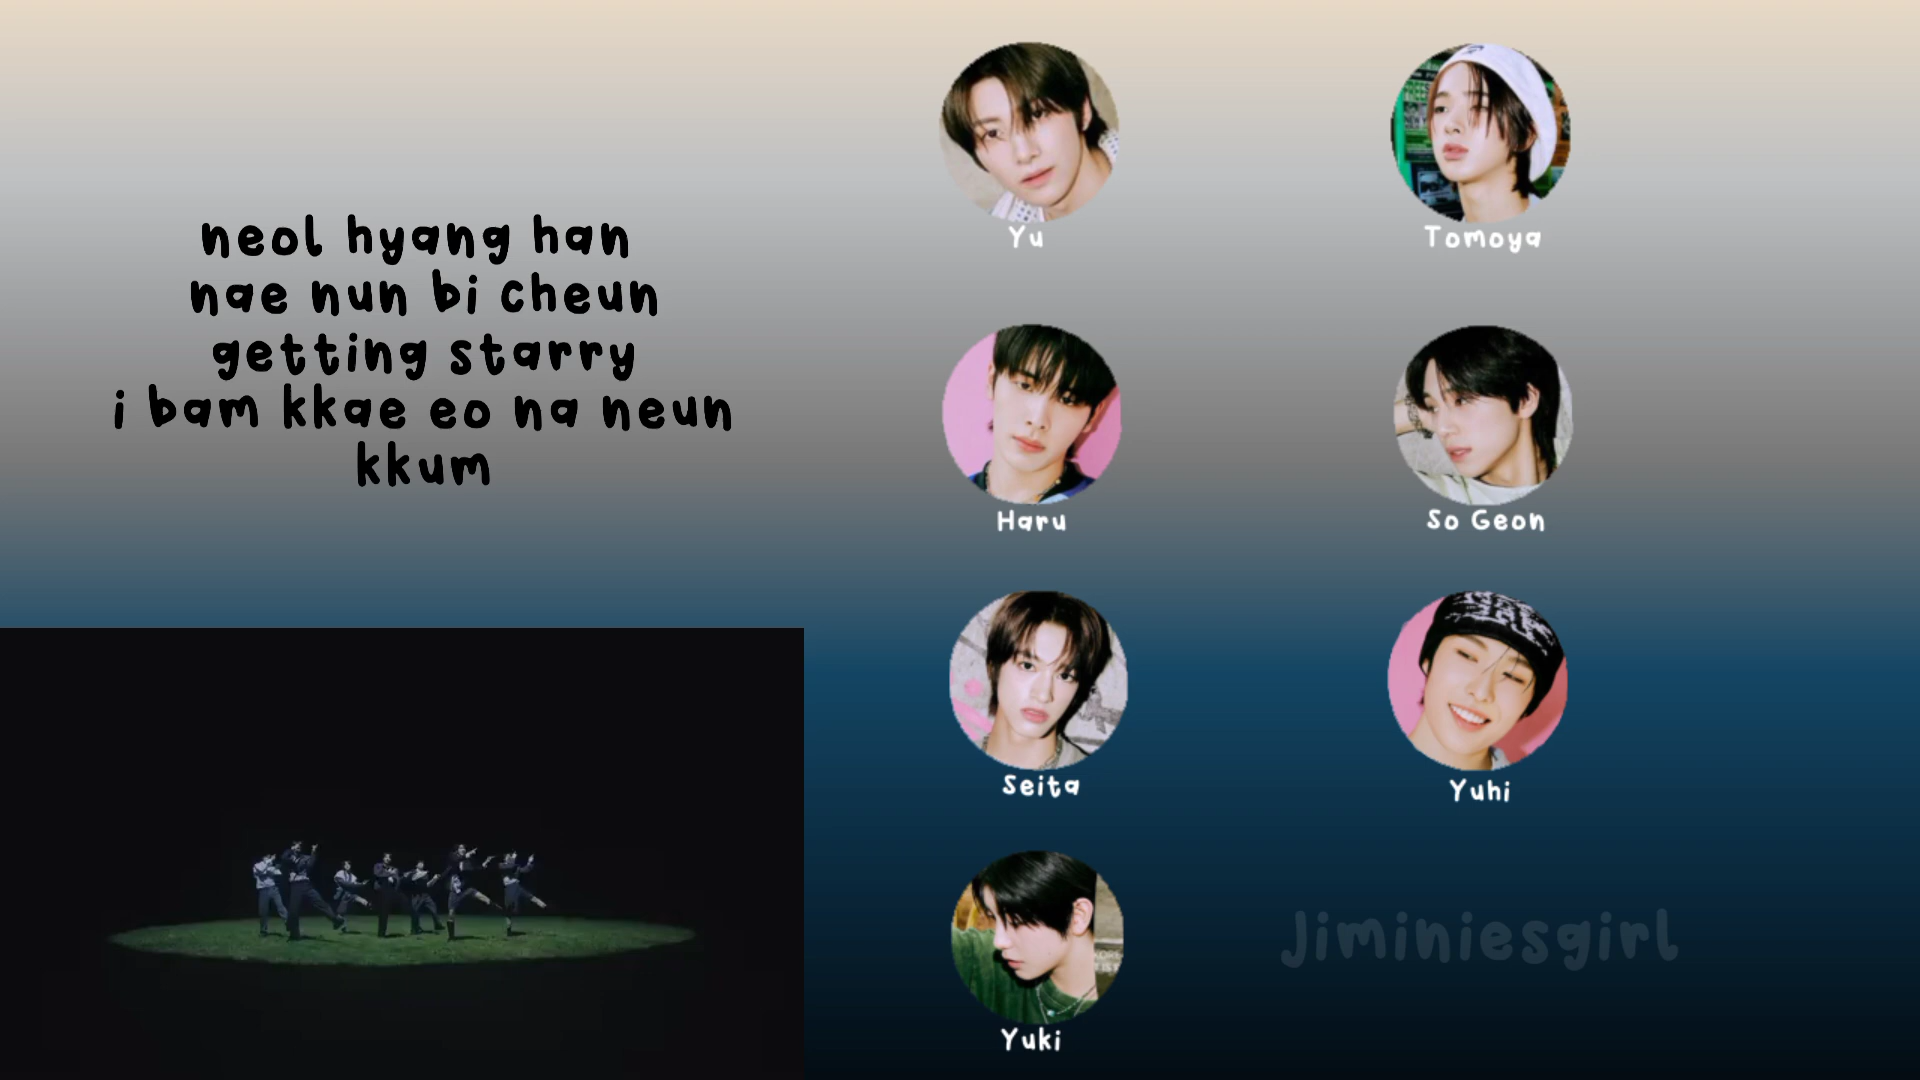 neol hyang han
nae nun bi cheun
getting starry
i bam kkae eo na neun
kkum
Yu
Tomoya
Haru
So Geon
Seita
Yuhi
Yuki
Jiminiesgirl